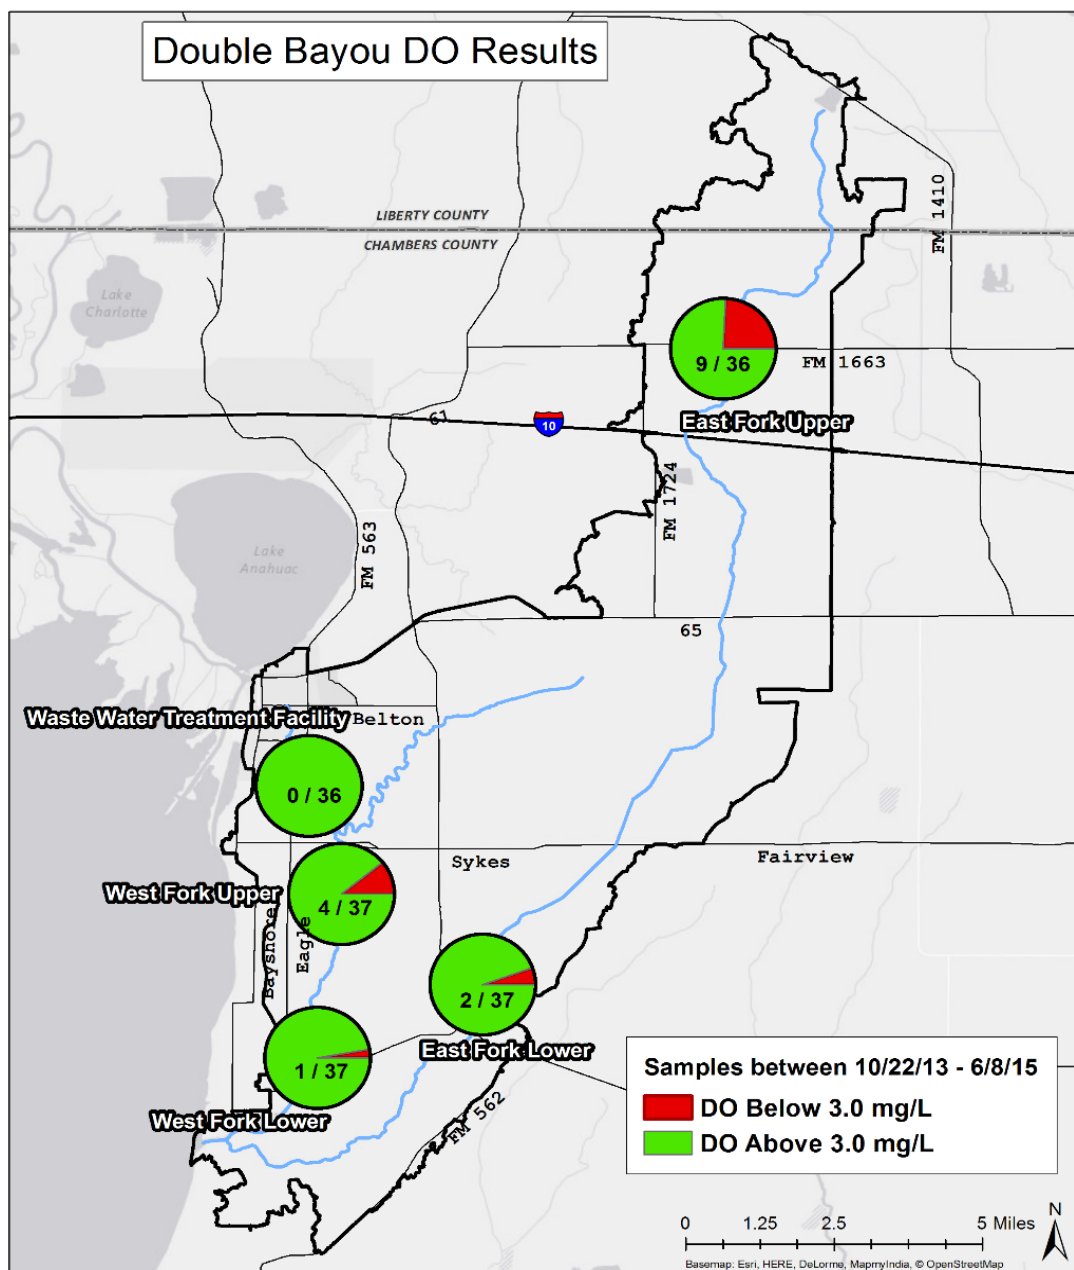 Double Bayou DO Results
LIBERTY COUNTY
CHAMBERS COUNTY
FM 1410
Lake
Charlotte
9 / 36
FM 1663
East Fork Upper
61
10
FM 1724
FM 563
Lake
Anahuac
65
Waste Water Treatment Facility
Belton
0 / 36
Sykes
Fairview
West Fork Upper
4 / 37
Bayshore
Eagle
2 / 37
East Fork Lower
1 / 37
West Fork Lower
FM 562
Samples between 10/22/13 - 6/8/15
DO Below 3.0 mg/L
DO Above 3.0 mg/L
0 1.25 2.5 5 Miles
N
Basemap: Esri, HERE, DeLorme, MapmyIndia, © OpenStreetMap